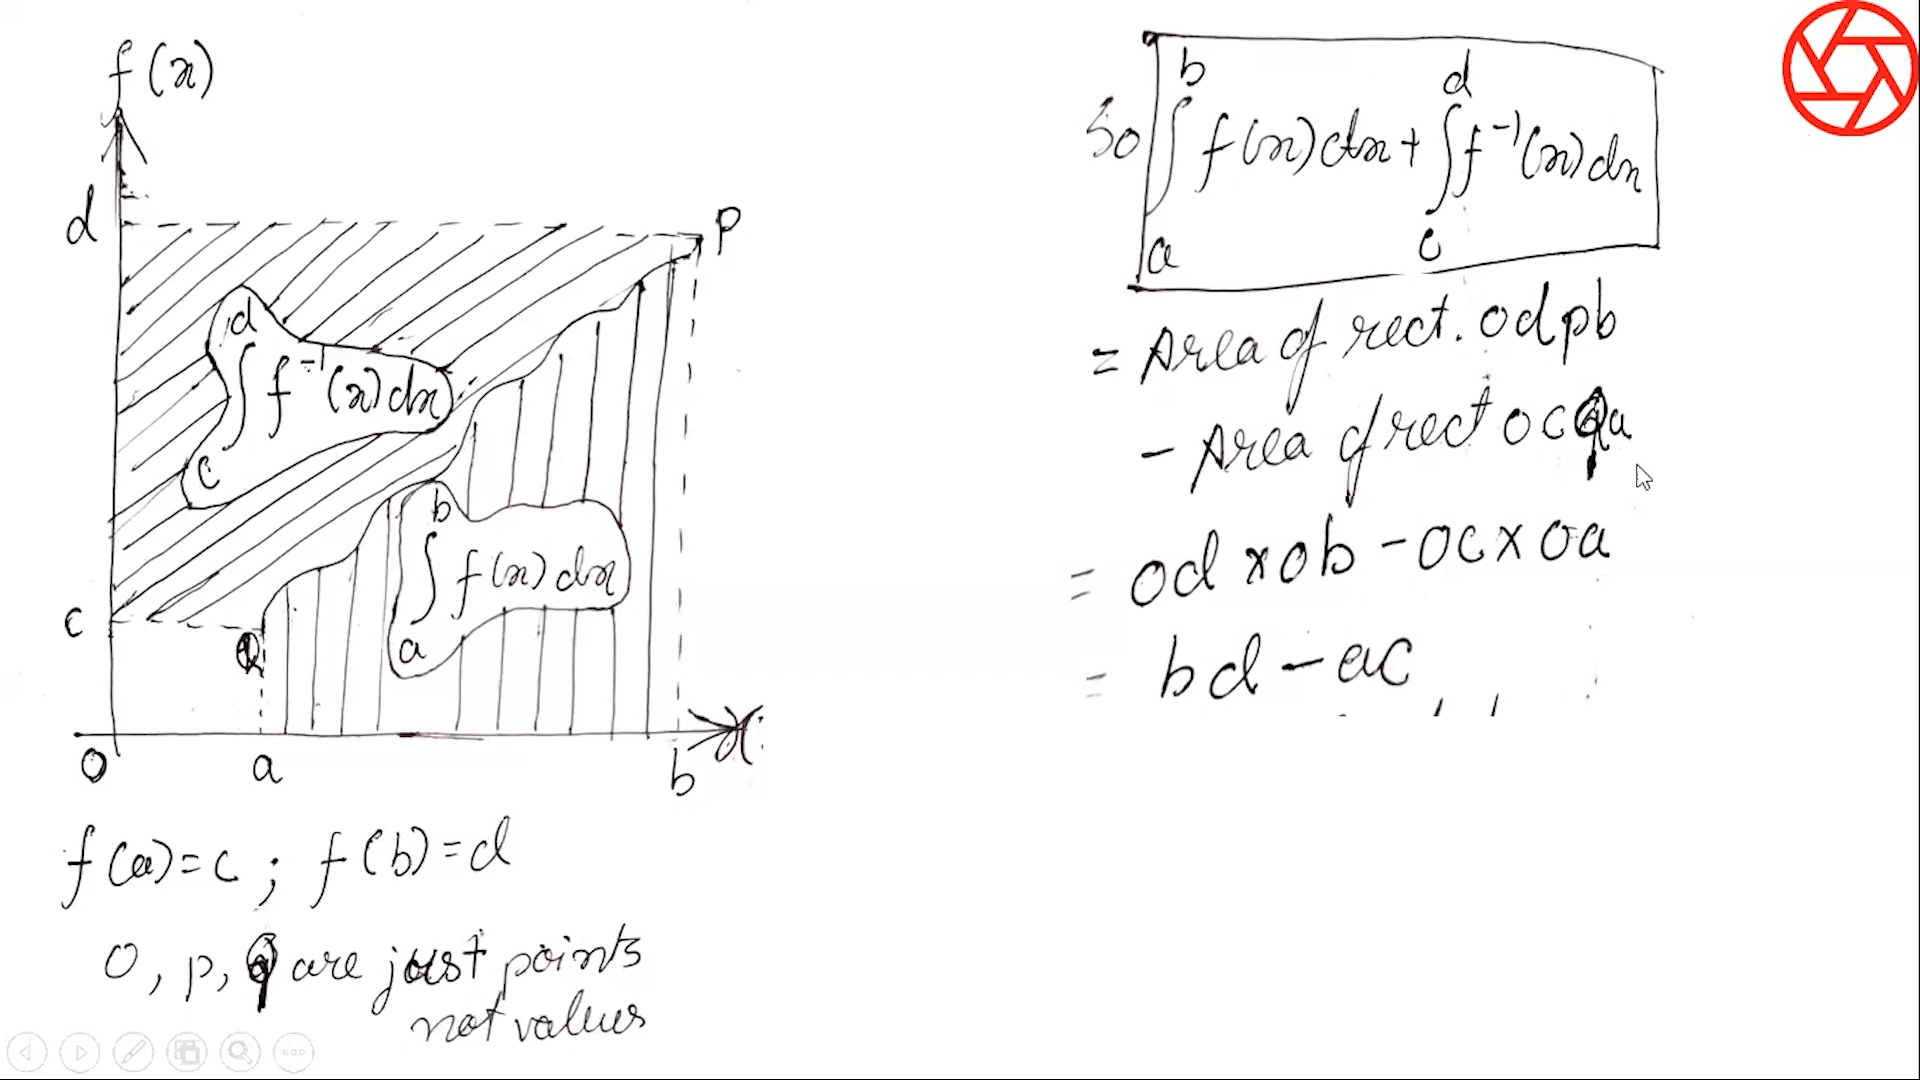 f(x)
d
P
d
∫ f⁻¹(x)dx
c
b
∫ f(x) dx
a
c
Q
O a b x
f(a)=c ; f(b)=d
O, p, q are just points
not values
So ∫ₐᵇ f(x)dx + ∫꜀ᵈ f⁻¹(x)dx
= Area of rect. odpb
- Area of rect ocqa
= od x ob - oc x oa
= bd - ac